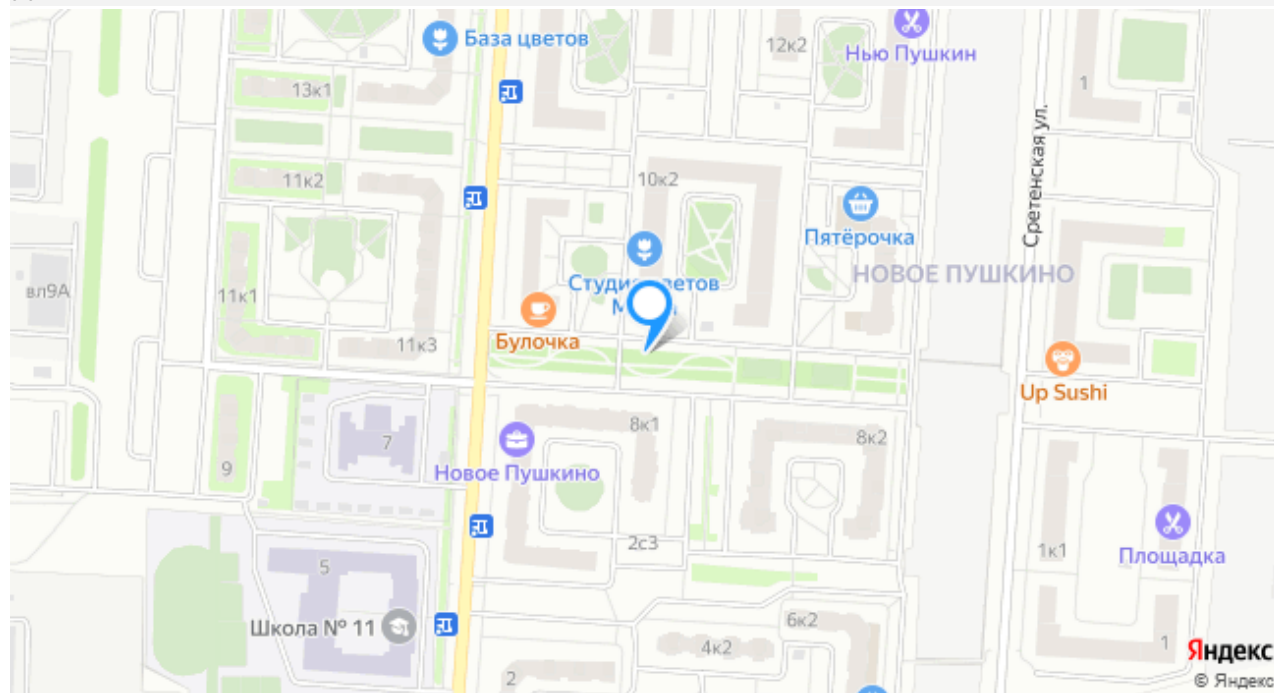 База цветов
12к2
Нью Пушкин
13к1
1
Сретенская ул.
11к2
10к2
Пятёрочка
НОВОЕ ПУШКИНО
вл9А
11к1
Студия цветов
Булочка
11к3
Up Sushi
8к1
8к2
7
9
Новое Пушкино
2с3
1к1
Площадка
5
Школа № 11
6к2
4к2
1
2
Яндекс
© Яндекс